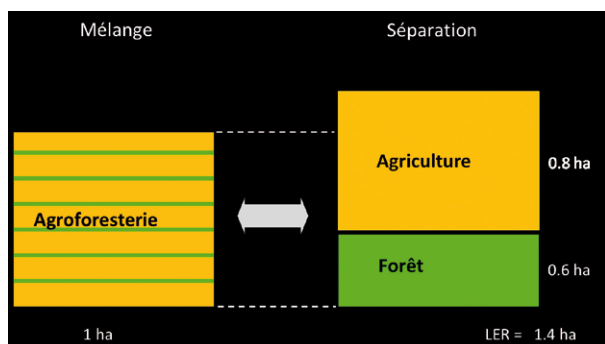 Mélange
Séparation
Agroforesterie
Agriculture
0.8 ha
Forêt
0.6 ha
1 ha
LER = 1.4 ha